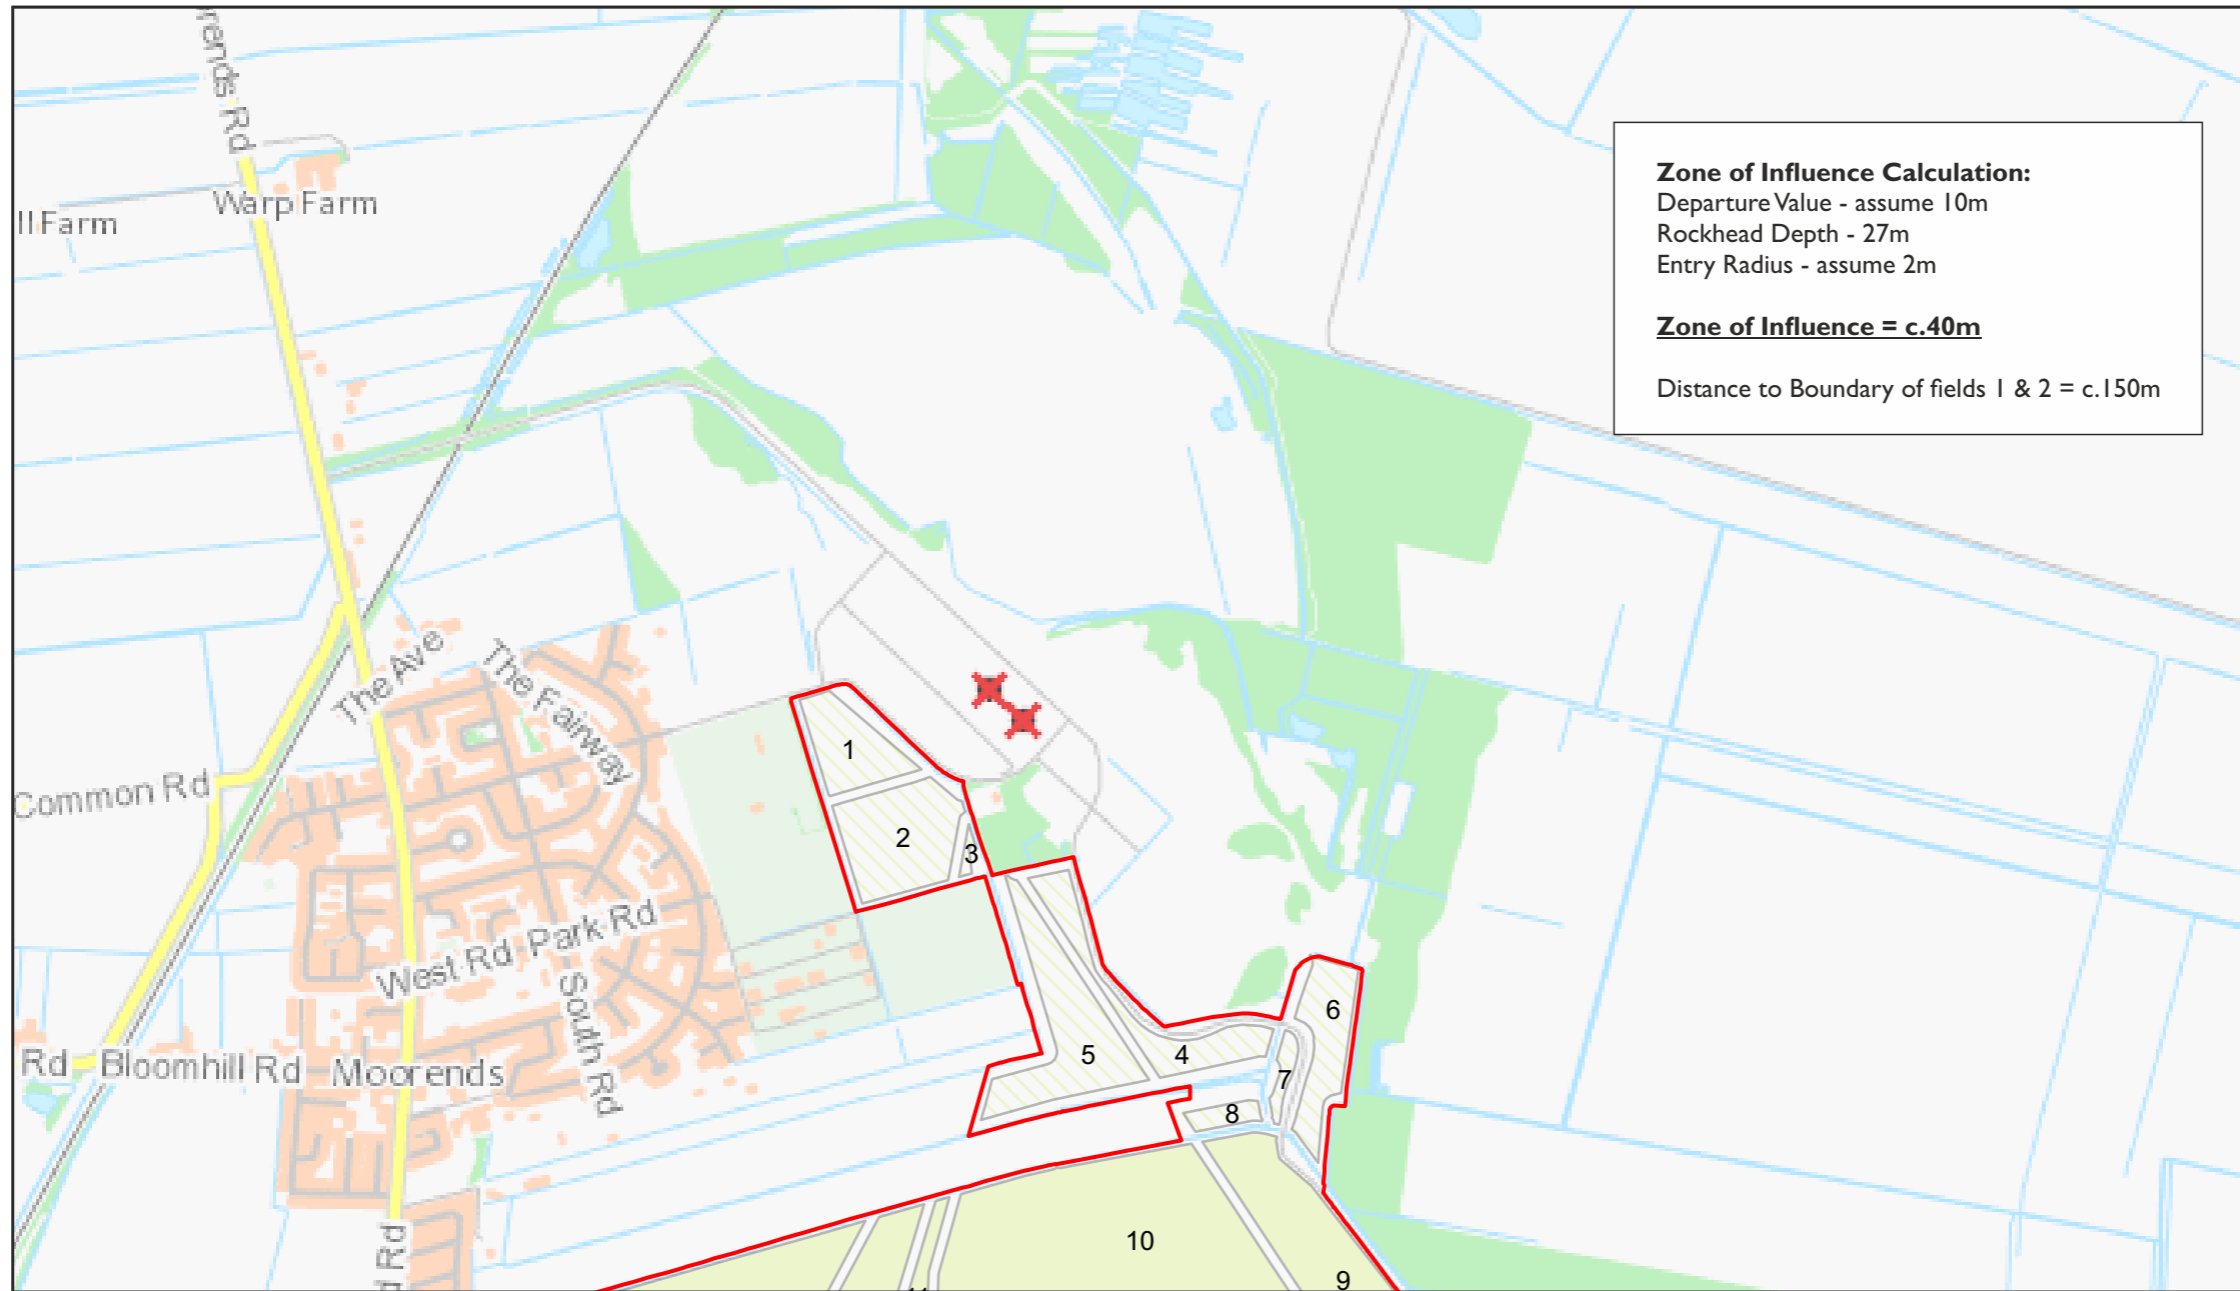 rends Rd
Warp Farm
ll Farm
Zone of Influence Calculation:
Departure Value - assume 10m
Rockhead Depth - 27m
Entry Radius - assume 2m
Zone of Influence = c.40m
Distance to Boundary of fields 1 & 2 = c.150m
The Ave
The Fairway
Common Rd
1
2
3
West Rd
Park Rd
South Rd
Rd
Bloomhill Rd
Moorends
6
5
4
7
8
10
9
d Rd